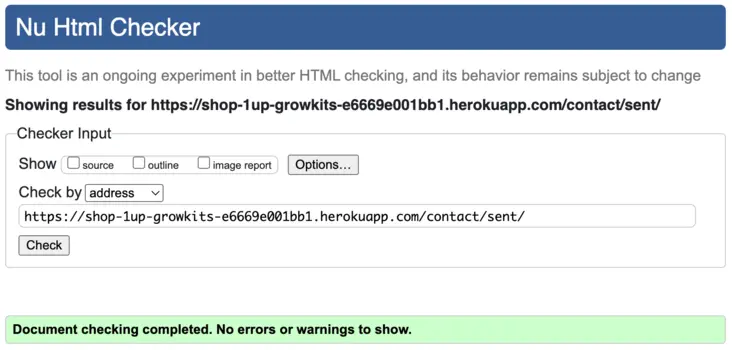 Nu Html Checker
This tool is an ongoing experiment in better HTML checking, and its behavior remains subject to change
Showing results for https://shop-1up-growkits-e6669e001bb1.herokuapp.com/contact/sent/
Checker Input
Show source outline image report Options...
Check by address
https://shop-1up-growkits-e6669e001bb1.herokuapp.com/contact/sent/
Check
Document checking completed. No errors or warnings to show.